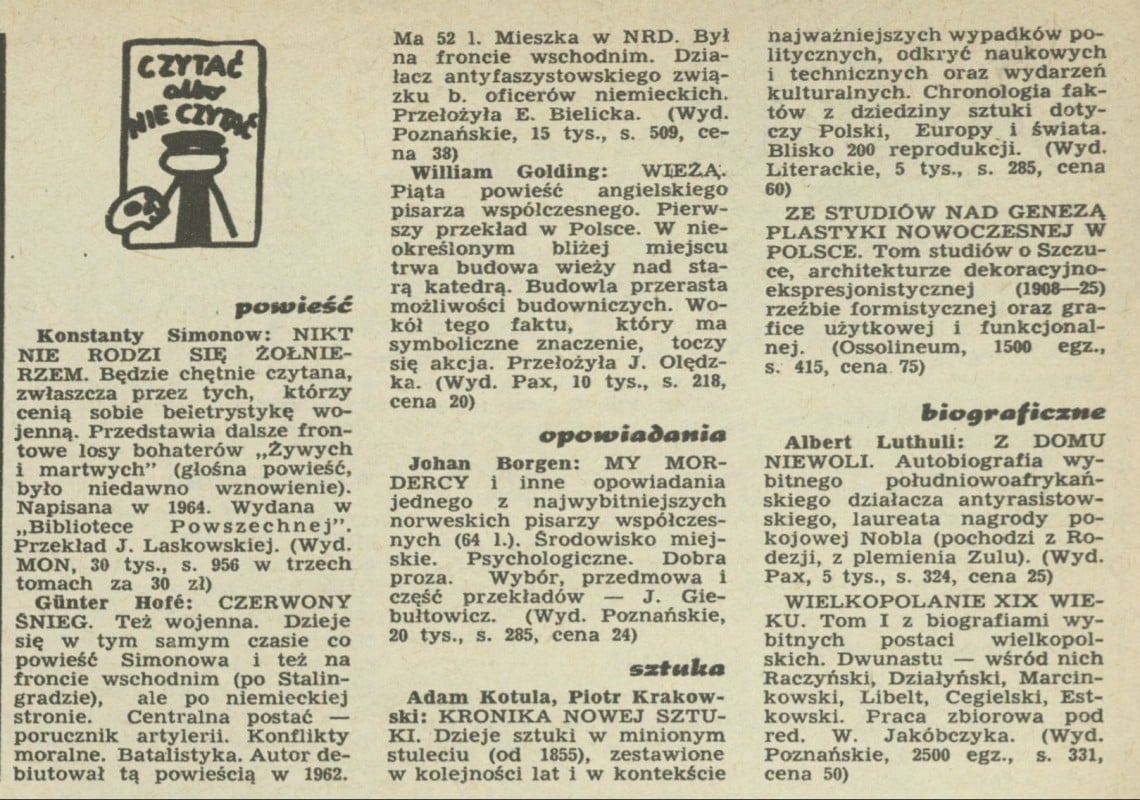 CZYTAĆ
albo
NIE CZYTAĆ
powieść
Konstanty Simonow: NIKT
NIE RODZI SIĘ ŻOŁNIE-
RZEM. Będzie chętnie czytana,
zwłaszcza przez tych, którzy
cenią sobie beletrystykę wo-
jenną. Przedstawia dalsze fron-
towe losy bohaterów „Żywych
i martwych” (głośna powieść,
było niedawno wznowienie).
Napisana w 1964. Wydana w
„Bibliotece Powszechnej”.
Przekład J. Laskowskiej. (Wyd.
MON, 30 tys., s. 956 w trzech
tomach za 30 zł)
Günter Hofé: CZERWONY
ŚNIEG. Też wojenna. Dzieje
się w tym samym czasie co
powieść Simonowa i też na
froncie wschodnim (po Stalin-
gradzie), ale po niemieckiej
stronie. Centralna postać —
porucznik artylerii. Konflikty
moralne. Batalistyka. Autor de-
biutował tą powieścią w 1962.
Ma 52 l. Mieszka w NRD. Był
na froncie wschodnim. Dzia-
łacz antyfaszystowskiego zwią-
zku b. oficerów niemieckich.
Przełożyła E. Bielicka. (Wyd.
Poznańskie, 15 tys., s. 509, ce-
na 38)
William Golding: WIEŻA.
Piąta powieść angielskiego
pisarza współczesnego. Pierw-
szy przekład w Polsce. W nie-
określonym bliżej miejscu
trwa budowa wieży nad sta-
rą katedrą. Budowla przerasta
możliwości budowniczych. Wo-
kół tego faktu, który ma
symboliczne znaczenie, toczy
się akcja. Przełożyła J. Olędz-
ka. (Wyd. Pax, 10 tys., s. 218,
cena 20)
opowiadania
Johan Borgen: MY MOR-
DERCY i inne opowiadania
jednego z najwybitniejszych
norweskich pisarzy współczes-
nych (64 l.). Środowisko miej-
skie. Psychologiczne. Dobra
proza. Wybór, przedmowa i
część przekładów — J. Gie-
bułtowicz. (Wyd. Poznańskie,
20 tys., s. 285, cena 24)
sztuka
Adam Kotula, Piotr Krakow-
ski: KRONIKA NOWEJ SZTU-
KI. Dzieje sztuki w minionym
stuleciu (od 1855), zestawione
w kolejności lat i w kontekście
najważniejszych wypadków po-
litycznych, odkryć naukowych
i technicznych oraz wydarzeń
kulturalnych. Chronologia fak-
tów z dziedziny sztuki doty-
czy Polski, Europy i świata.
Blisko 200 reprodukcji. (Wyd.
Literackie, 5 tys., s. 285, cena
60)
ZE STUDIÓW NAD GENEZĄ
PLASTYKI NOWOCZESNEJ W
POLSCE. Tom studiów o Szczu-
ce, architekturze dekoracyjno-
ekspresjonistycznej (1908—25)
rzeźbie formistycznej oraz gra-
fice użytkowej i funkcjonal-
nej. (Ossolineum, 1500 egz.,
s. 415, cena 75)
biograficzne
Albert Luthuli: Z DOMU
NIEWOLI. Autobiografia wy-
bitnego południowoafrykań-
skiego działacza antyrasistow-
skiego, laureata nagrody po-
kojowej Nobla (pochodzi z Ro-
dezji, z plemienia Zulu). (Wyd.
Pax, 5 tys., s. 324, cena 25)
WIELKOPOLANIE XIX WIE-
KU. Tom I z biografiami wy-
bitnych postaci wielkopol-
skich. Dwunastu — wśród nich
Raczyński, Działyński, Marcin-
kowski, Libelt, Cegielski, Est-
kowski. Praca zbiorowa pod
red. W. Jakóbczyka. (Wyd.
Poznańskie, 2500 egz., s. 331,
cena 50)